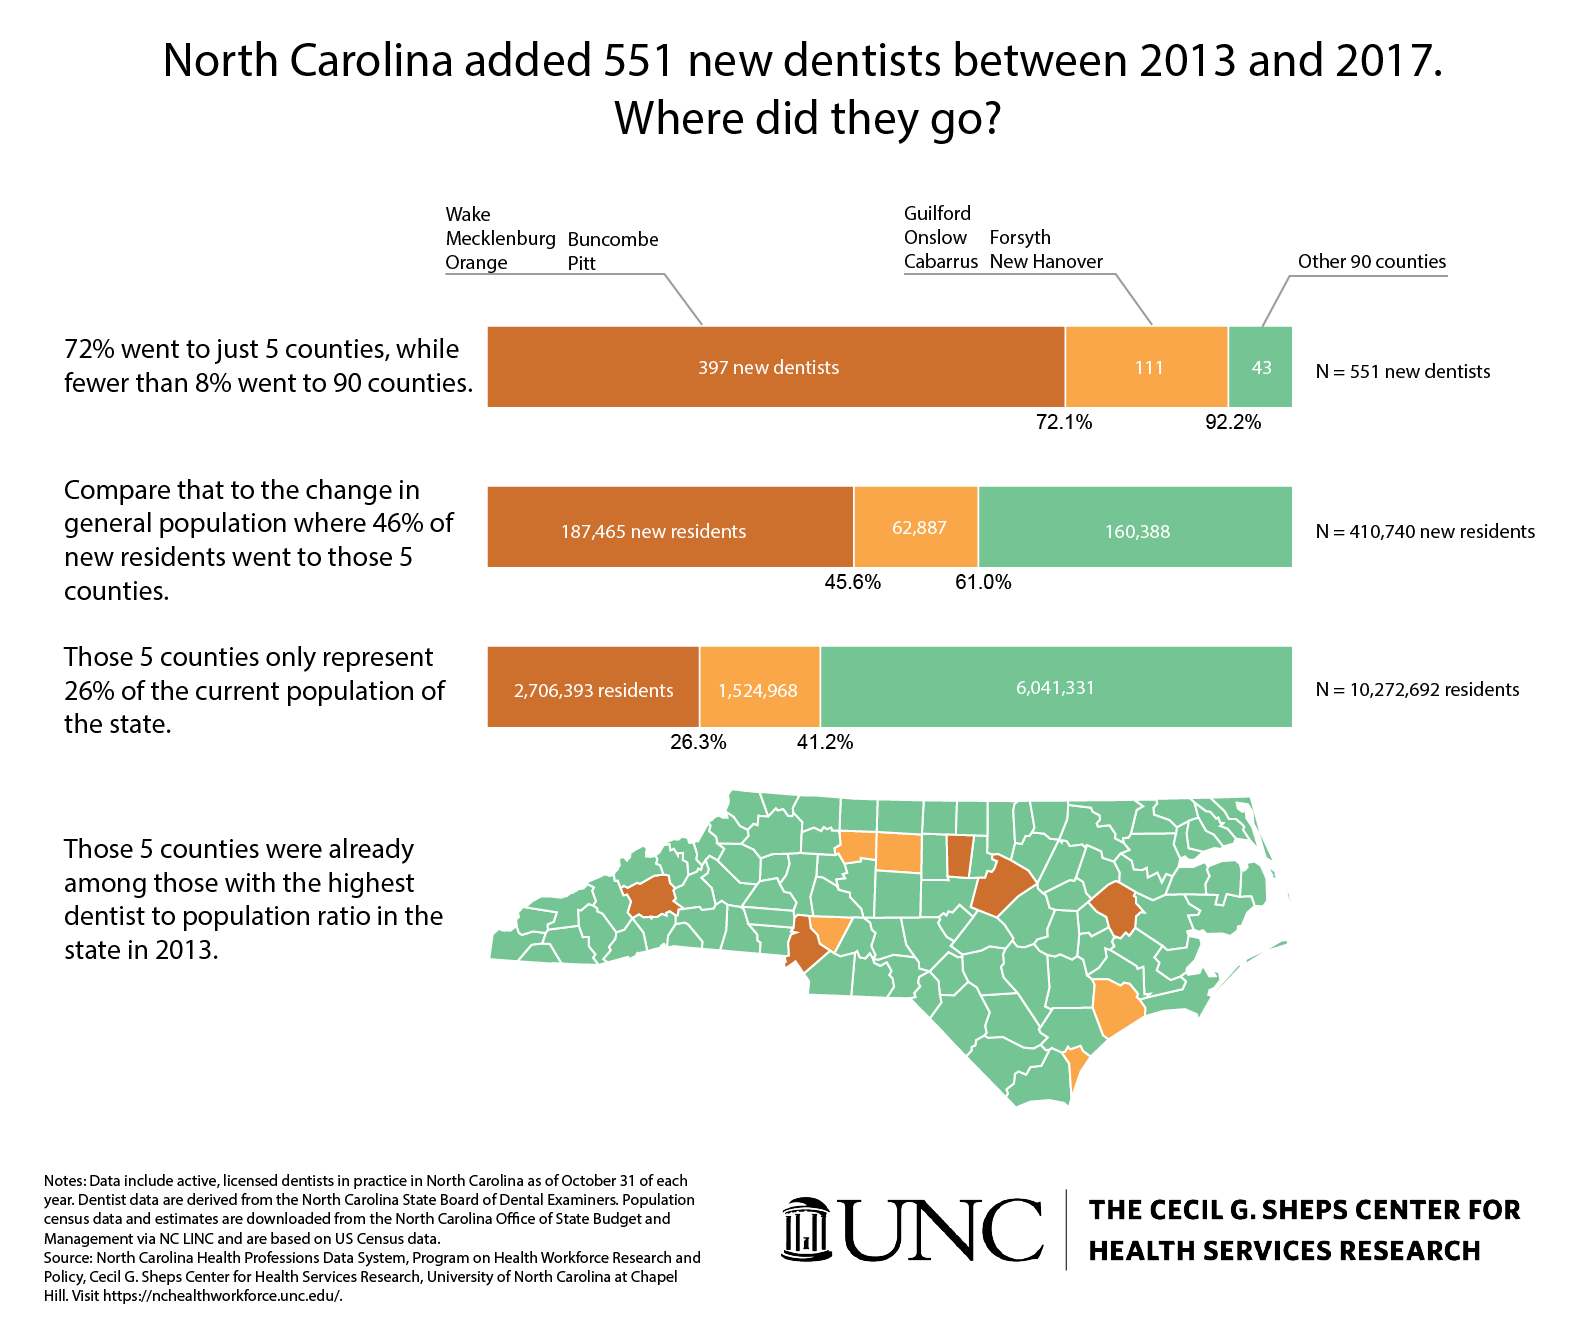 North Carolina added 551 new dentists between 2013 and 2017.
Where did they go?
Wake
Mecklenburg
Orange
Buncombe
Pitt
Guilford
Onslow
Cabarrus
Forsyth
New Hanover
Other 90 counties
72% went to just 5 counties, while
fewer than 8% went to 90 counties.
397 new dentists
111
43
N = 551 new dentists
72.1%
92.2%
Compare that to the change in
general population where 46% of
new residents went to those 5
counties.
187,465 new residents
62,887
160,388
N = 410,740 new residents
45.6%
61.0%
Those 5 counties only represent
26% of the current population of
the state.
2,706,393 residents
1,524,968
6,041,331
N = 10,272,692 residents
26.3%
41.2%
Those 5 counties were already
among those with the highest
dentist to population ratio in the
state in 2013.
Notes: Data include active, licensed dentists in practice in North Carolina as of October 31 of each
year. Dentist data are derived from the North Carolina State Board of Dental Examiners. Population
census data and estimates are downloaded from the North Carolina Office of State Budget and
Management via NC LINC and are based on US Census data.
Source: North Carolina Health Professions Data System, Program on Health Workforce Research and
Policy, Cecil G. Sheps Center for Health Services Research, University of North Carolina at Chapel
Hill. Visit https://nchealthworkforce.unc.edu/.
UNC
THE CECIL G. SHEPS CENTER FOR
HEALTH SERVICES RESEARCH